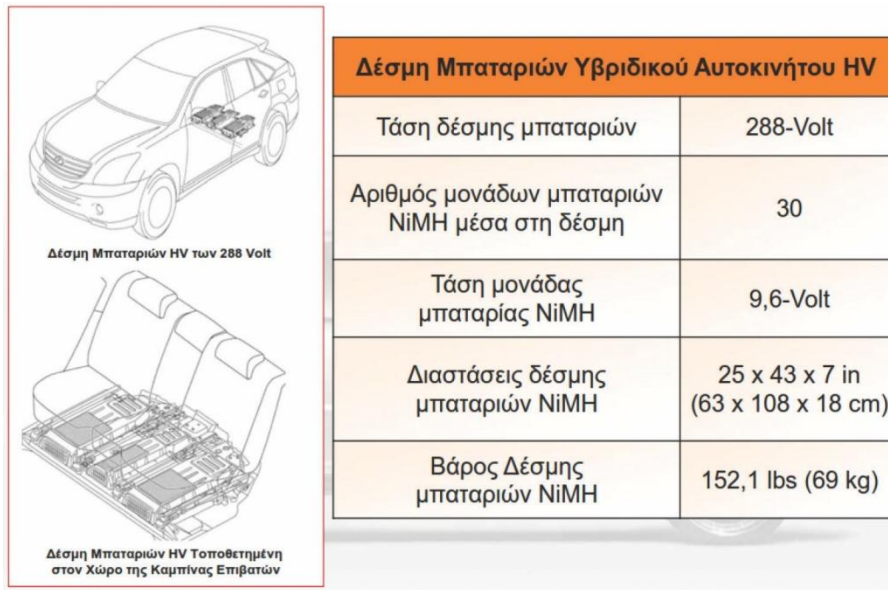 Δέσμη Μπαταριών HV των 288 Volt
Δέσμη Μπαταριών HV Τοποθετημένη
στον Χώρο της Καμπίνας Επιβατών
Δέσμη Μπαταριών Υβριδικού Αυτοκινήτου HV
Τάση δέσμης μπαταριών
288-Volt
Αριθμός μονάδων μπαταριών
NiMH μέσα στη δέσμη
30
Τάση μονάδας
μπαταρίας NiMH
9,6-Volt
Διαστάσεις δέσμης
μπαταριών NiMH
25 x 43 x 7 in
(63 x 108 x 18 cm)
Βάρος Δέσμης
μπαταριών NiMH
152,1 lbs (69 kg)